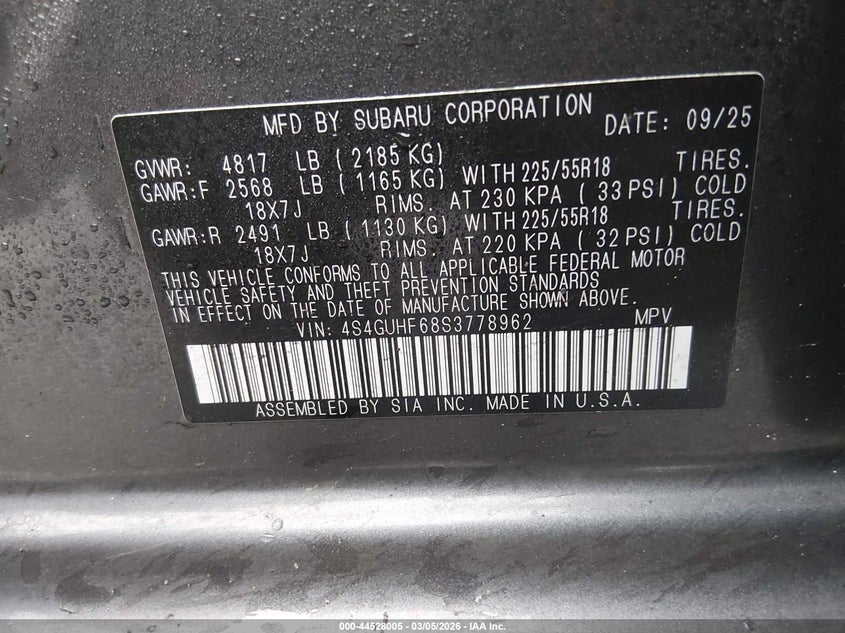 MFD BY SUBARU CORPORATION DATE: 09/25
GVWR: 4817 LB ( 2185 KG)
GAWR:F 2568 LB ( 1165 KG) WITH 225/55R18 TIRES.
18X7J RIMS. AT 230 KPA ( 33 PSI) COLD
GAWR:R 2491 LB ( 1130 KG) WITH 225/55R18 TIRES.
18X7J RIMS. AT 220 KPA ( 32 PSI) COLD
THIS VEHICLE CONFORMS TO ALL APPLICABLE FEDERAL MOTOR
VEHICLE SAFETY AND THEFT PREVENTION STANDARDS
IN EFFECT ON THE DATE OF MANUFACTURE SHOWN ABOVE.
VIN: 4S4GUHF68S3778962 MPV
ASSEMBLED BY SIA INC. MADE IN U.S.A.
000-44528005 - 03/05/2026 - IAA Inc.